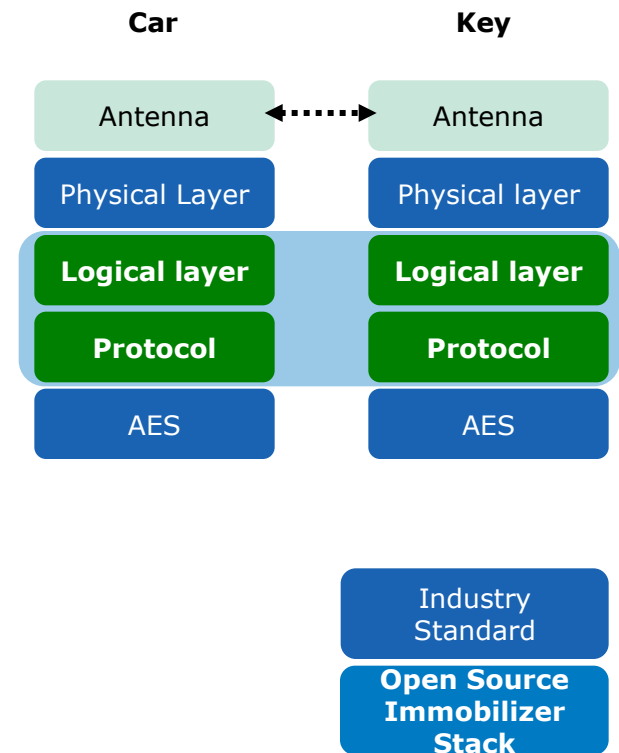 Car Key
Antenna Antenna
Physical Layer Physical layer
Logical layer Logical layer
Protocol Protocol
AES AES
Industry
Standard
Open Source
Immobilizer
Stack